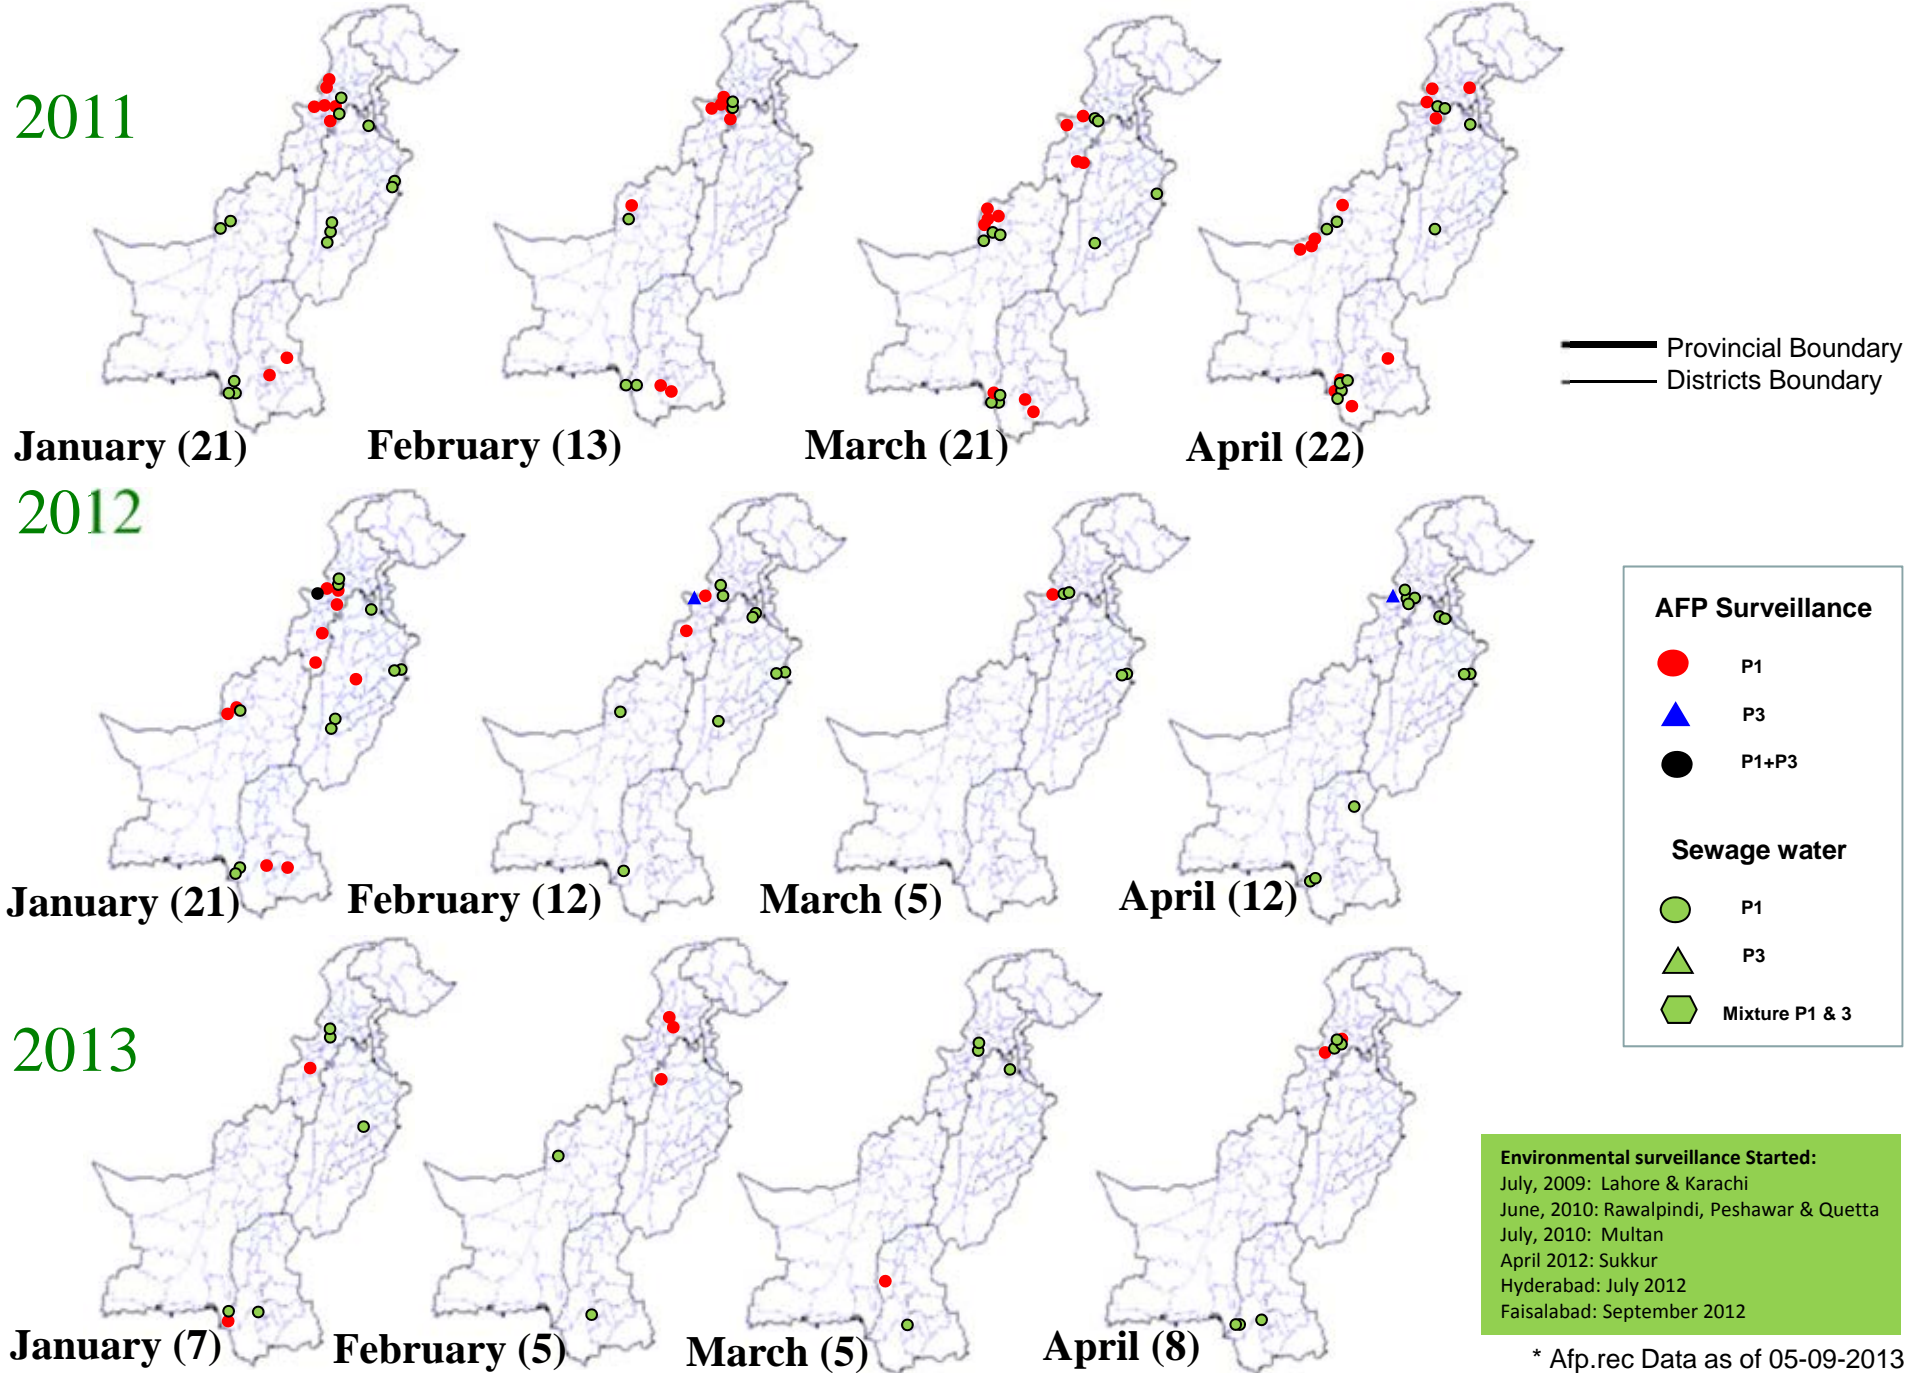 2011
January (21)
February (13)
March (21)
April (22)
Provincial Boundary
Districts Boundary
2012
January (21)
February (12)
March (5)
April (12)
AFP Surveillance
P1
P3
P1+P3
Sewage water
P1
P3
Mixture P1 & 3
2013
January (7)
February (5)
March (5)
April (8)
Environmental surveillance Started:
July, 2009: Lahore & Karachi
June, 2010: Rawalpindi, Peshawar & Quetta
July, 2010: Multan
April 2012: Sukkur
Hyderabad: July 2012
Faisalabad: September 2012
* Afp.rec Data as of 05-09-2013